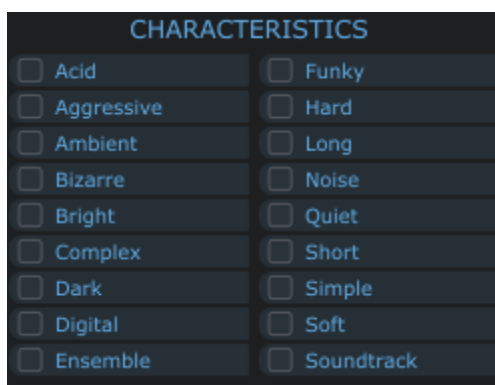 CHARACTERISTICS
Acid
Aggressive
Ambient
Bizarre
Bright
Complex
Dark
Digital
Ensemble
Funky
Hard
Long
Noise
Quiet
Short
Simple
Soft
Soundtrack